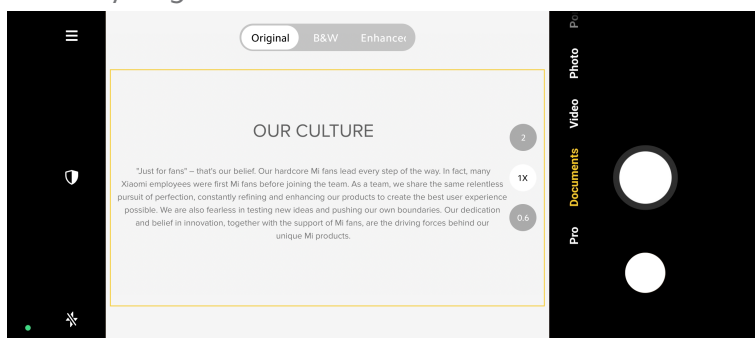 Original B&W Enhanced
OUR CULTURE
"Just for fans" – that's our belief. Our hardcore Mi fans lead every step of the way. In fact, many
Xiaomi employees were first Mi fans before joining the team. As a team, we share the same relentless
pursuit of perfection, constantly refining and enhancing our products to create the best user experience
possible. We are also fearless in testing new ideas and pushing our own boundaries. Our dedication
and belief in innovation, together with the support of Mi fans, are the driving forces behind our
unique Mi products.
2
1X
0.6
Po
Photo
Video
Documents
Pro